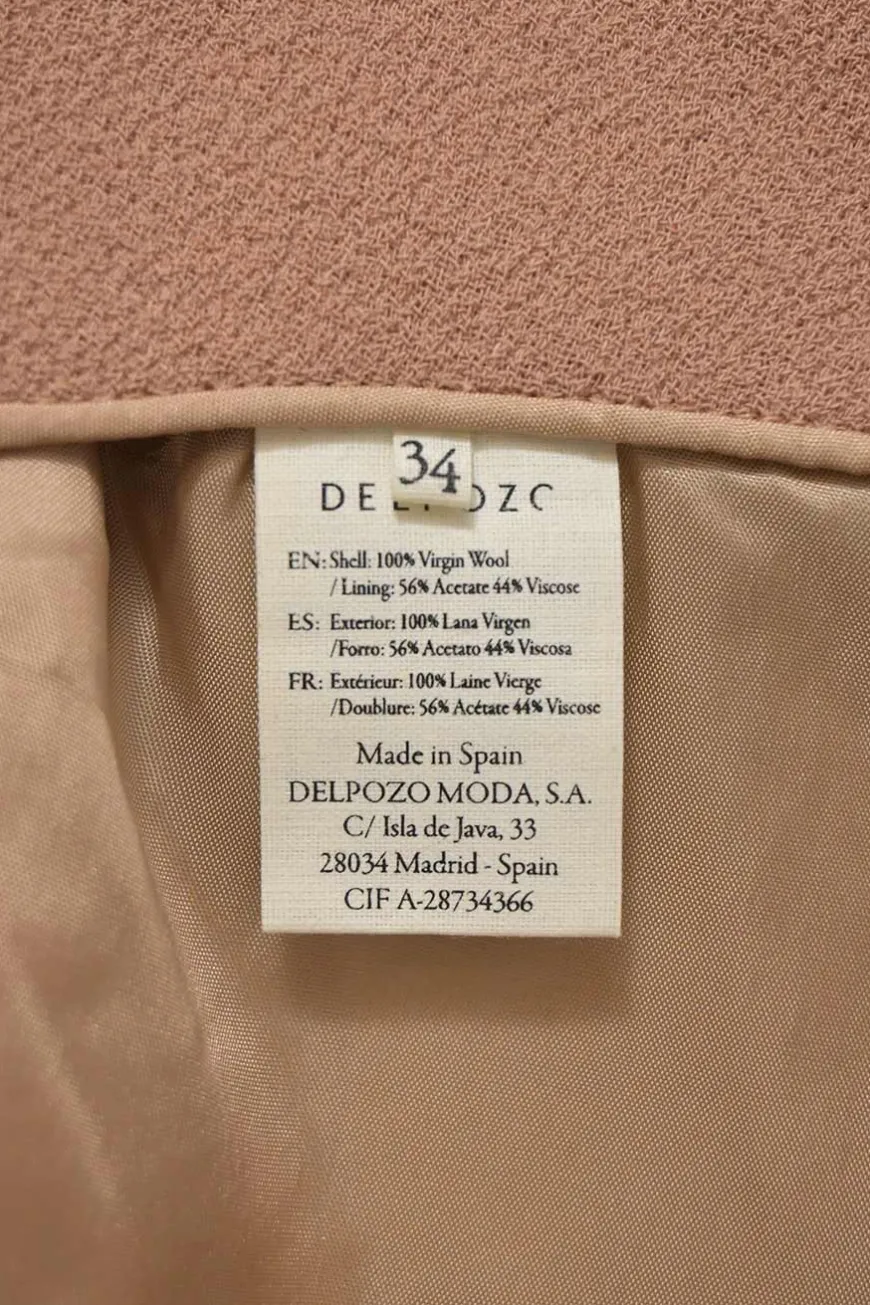 34
DELPOZO
EN: Shell: 100% Virgin Wool
/ Lining: 56% Acetate 44% Viscose
ES: Exterior: 100% Lana Virgen
/Forro: 56% Acetato 44% Viscosa
FR: Extérieur: 100% Laine Vierge
/Doublure: 56% Acétate 44% Viscose
Made in Spain
DELPOZO MODA, S.A.
C/ Isla de Java, 33
28034 Madrid - Spain
CIF A-28734366